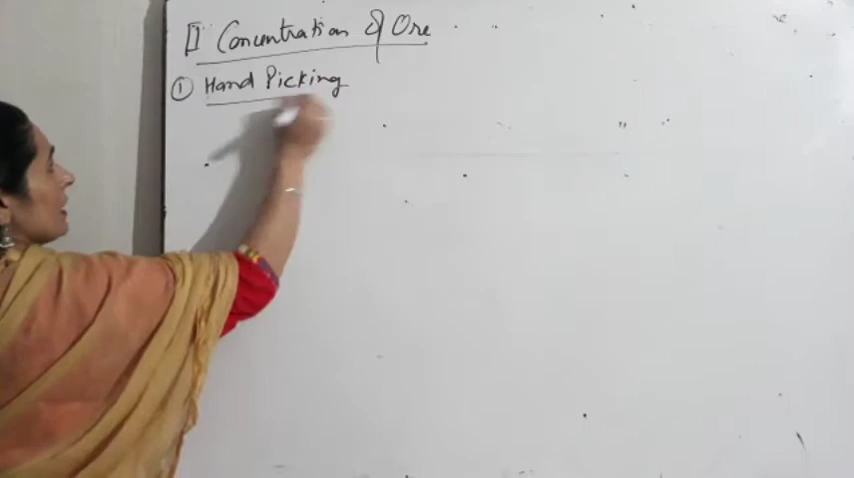 II Concentration of Ore
① Hand Picking